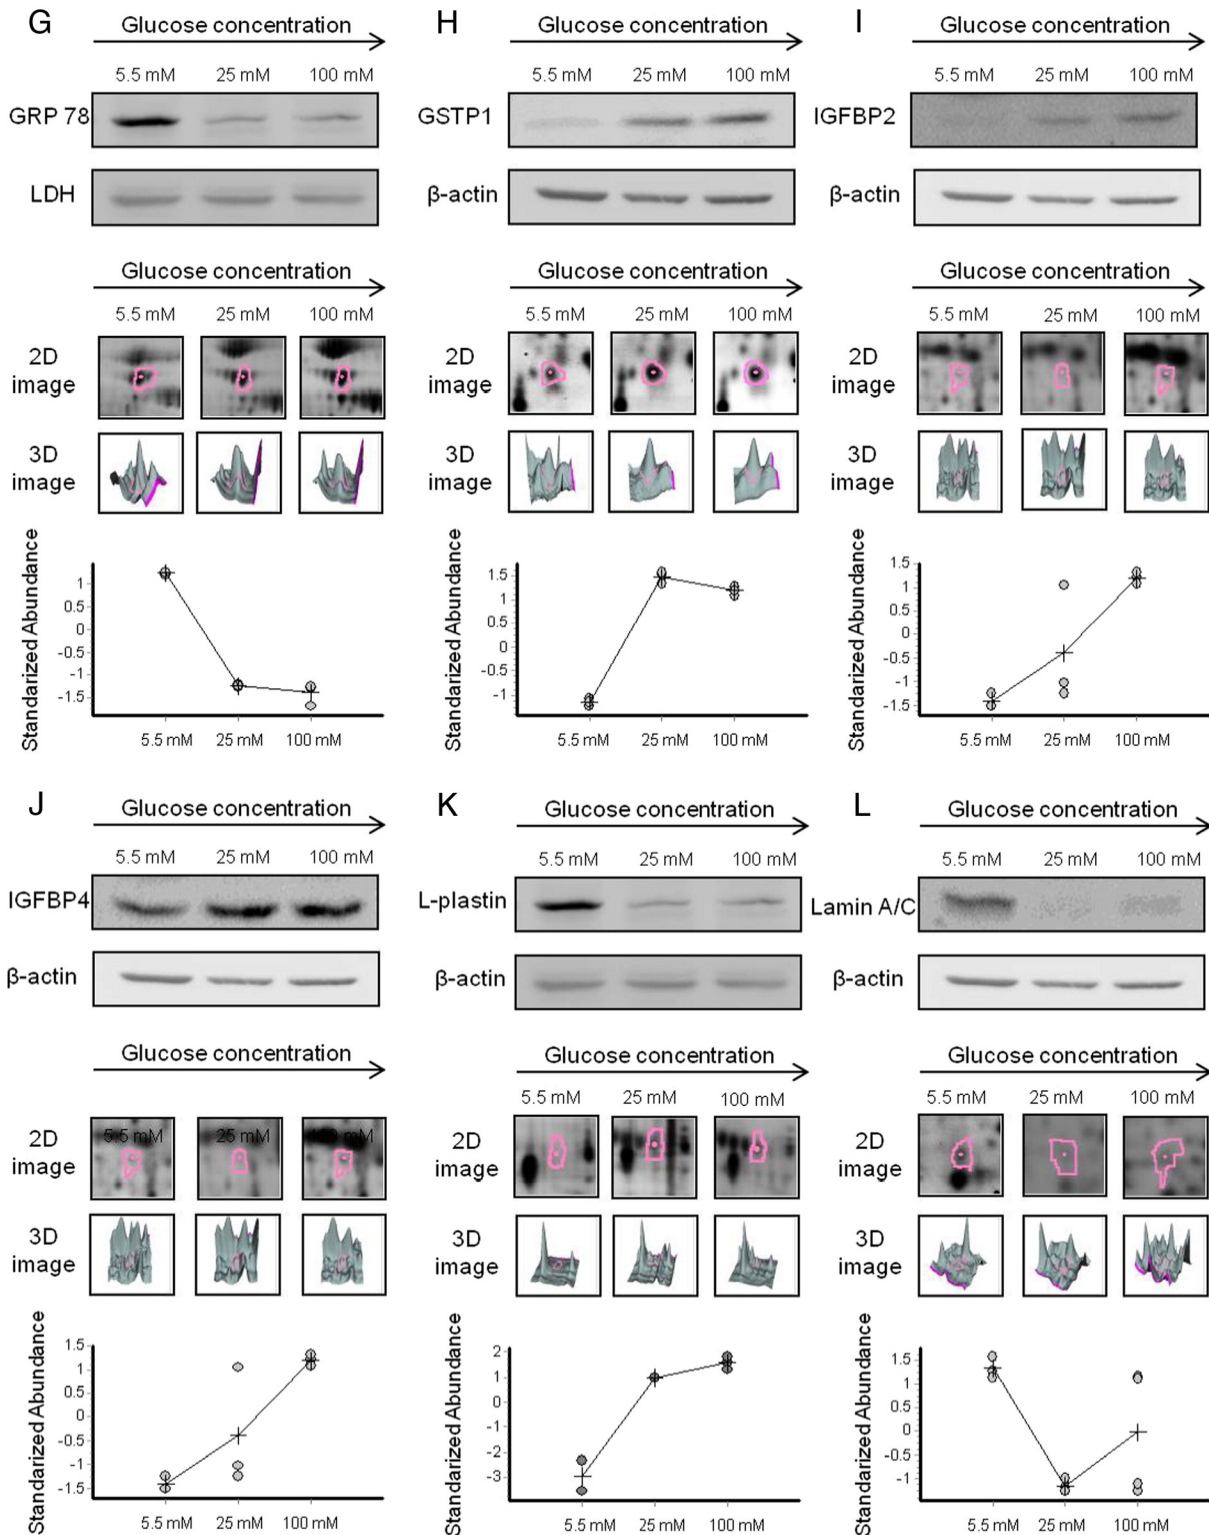 G
Glucose concentration
5.5 mM 25 mM 100 mM
GRP 78
LDH
Glucose concentration
5.5 mM 25 mM 100 mM
2D
image
3D
image
Standarized Abundance
1
0.5
0
-0.5
-1
-1.5
5.5 mM 25 mM 100 mM
H
Glucose concentration
5.5 mM 25 mM 100 mM
GSTP1
β-actin
Glucose concentration
5.5 mM 25 mM 100 mM
2D
image
3D
image
Standarized Abundance
1.5
1
0.5
0
-0.5
-1
5.5 mM 25 mM 100 mM
I
Glucose concentration
5.5 mM 25 mM 100 mM
IGFBP2
β-actin
Glucose concentration
5.5 mM 25 mM 100 mM
2D
image
3D
image
Standarized Abundance
1.5
1
0.5
0
-0.5
-1
-1.5
5.5 mM 25 mM 100 mM
J
Glucose concentration
5.5 mM 25 mM 100 mM
IGFBP4
β-actin
Glucose concentration
5.5 mM 25 mM mM
2D
image
3D
image
Standarized Abundance
1.5
1
0.5
0
-0.5
-1
-1.5
5.5 mM 25 mM 100 mM
K
Glucose concentration
5.5 mM 25 mM 100 mM
L-plastin
β-actin
Glucose concentration
5.5 mM 25 mM 100 mM
2D
image
3D
image
Standarized Abundance
2
1
0
-1
-2
-3
5.5 mM 25 mM 100 mM
L
Glucose concentration
5.5 mM 25 mM 100 mM
Lamin A/C
β-actin
Glucose concentration
5.5 mM 25 mM 100 mM
2D
image
3D
image
Standarized Abundance
1.5
1
0.5
0
-0.5
-1
5.5 mM 25 mM 100 mM